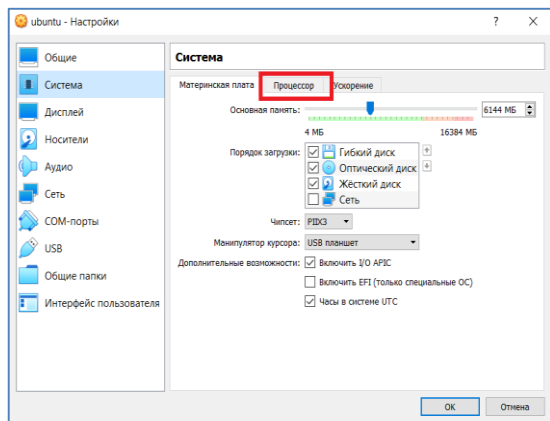 ubuntu - Настройки
Общие
Система
Дисплей
Носители
Аудио
Сеть
COM-порты
USB
Общие папки
Интерфейс пользователя
Система
Материнская плата Процессор Ускорение
Основная память: 6144 МБ
4 МБ 16384 МБ
Порядок загрузки: Гибкий диск
Оптический диск
Жёсткий диск
Сеть
Чипсет: PIIX3
Манипулятор курсора: USB планшет
Дополнительные возможности: Включить I/O APIC
Включить EFI (только специальные ОС)
Часы в системе UTC
ОК Отмена